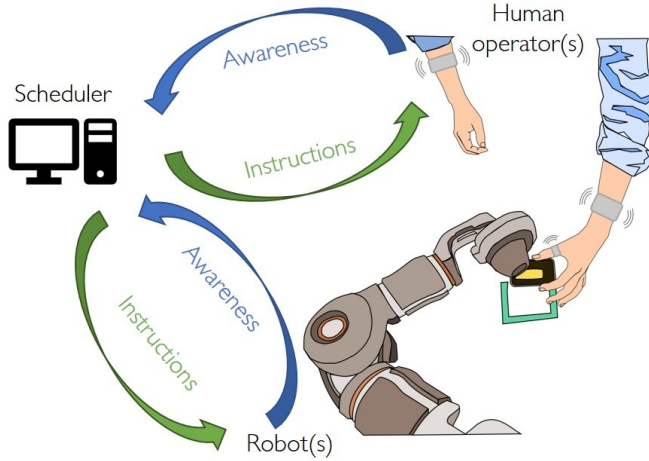 Human
operator(s)
Awareness
Scheduler
Instructions
Awareness
Instructions
Robot(s)